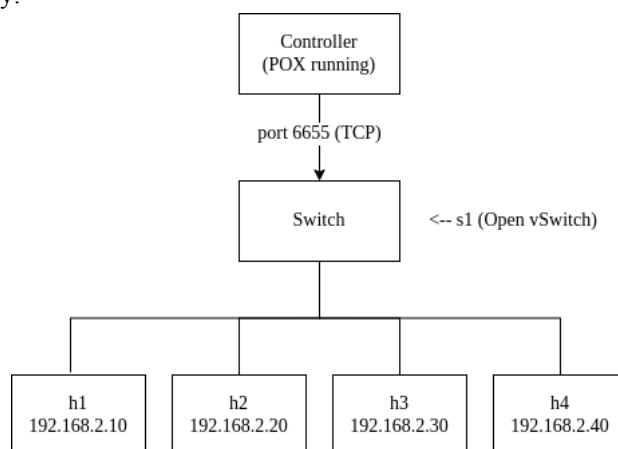 y.
Controller
(POX running)
port 6655 (TCP)
Switch
<-- s1 (Open vSwitch)
h1
192.168.2.10
h2
192.168.2.20
h3
192.168.2.30
h4
192.168.2.40